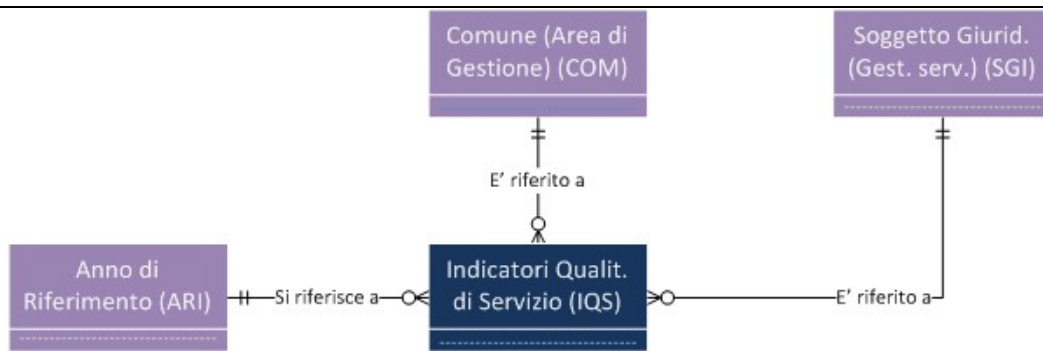 Comune (Area di
Gestione) (COM)
Soggetto Giurid.
(Gest. serv.) (SGI)
E' riferito a
Anno di
Riferimento (ARI)
Si riferisce a
Indicatori Qualit.
di Servizio (IQS)
E' riferito a